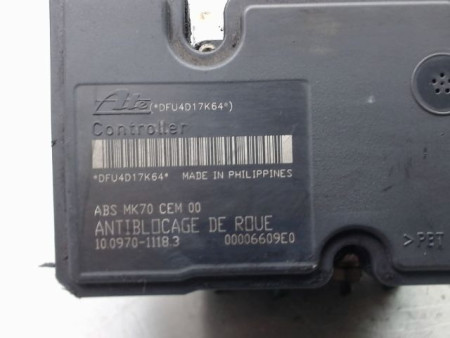 Ate (*DFU4D17K64*)
Controller
*DFU4D17K64* MADE IN PHILIPPINES
ABS MK70 CEM 00
ANTIBLOCAGE DE ROUE
10.0970-1118.3 00006609E0
>PBT